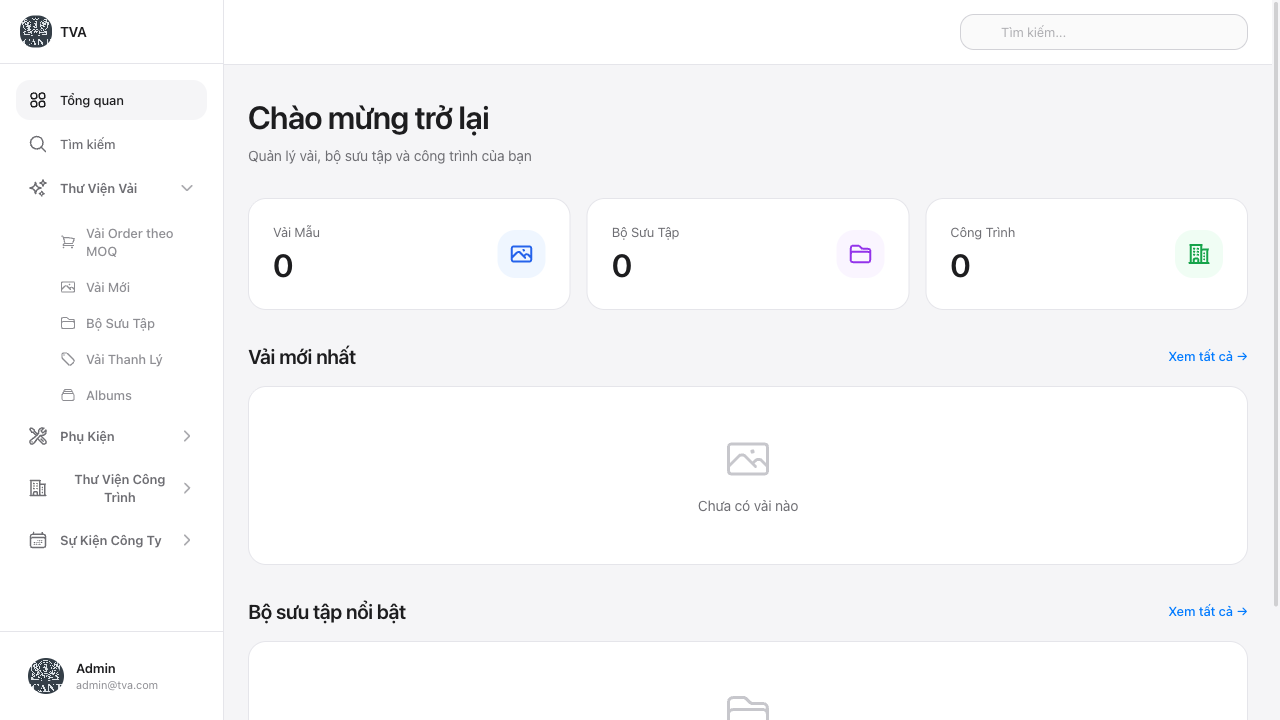 TVA
Tìm kiếm...
Tổng quan
Tìm kiếm
Thư Viện Vải
Vải Order theo
MOQ
Vải Mới
Bộ Sưu Tập
Vải Thanh Lý
Albums
Phụ Kiện
Thư Viện Công
Trình
Sự Kiện Công Ty
Admin
admin@tva.com
Chào mừng trở lại
Quản lý vải, bộ sưu tập và công trình của bạn
Vải Mẫu
0
Bộ Sưu Tập
0
Công Trình
0
Vải mới nhất
Xem tất cả →
Chưa có vải nào
Bộ sưu tập nổi bật
Xem tất cả →